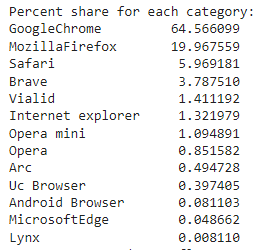 Percent share for each category:
GoogleChrome 64.566099
MozillaFirefox 19.967559
Safari 5.969181
Brave 3.787510
Vialid 1.411192
Internet explorer 1.321979
Opera mini 1.094891
Opera 0.851582
Arc 0.494728
Uc Browser 0.397405
Android Browser 0.081103
MicrosoftEdge 0.048662
Lynx 0.008110